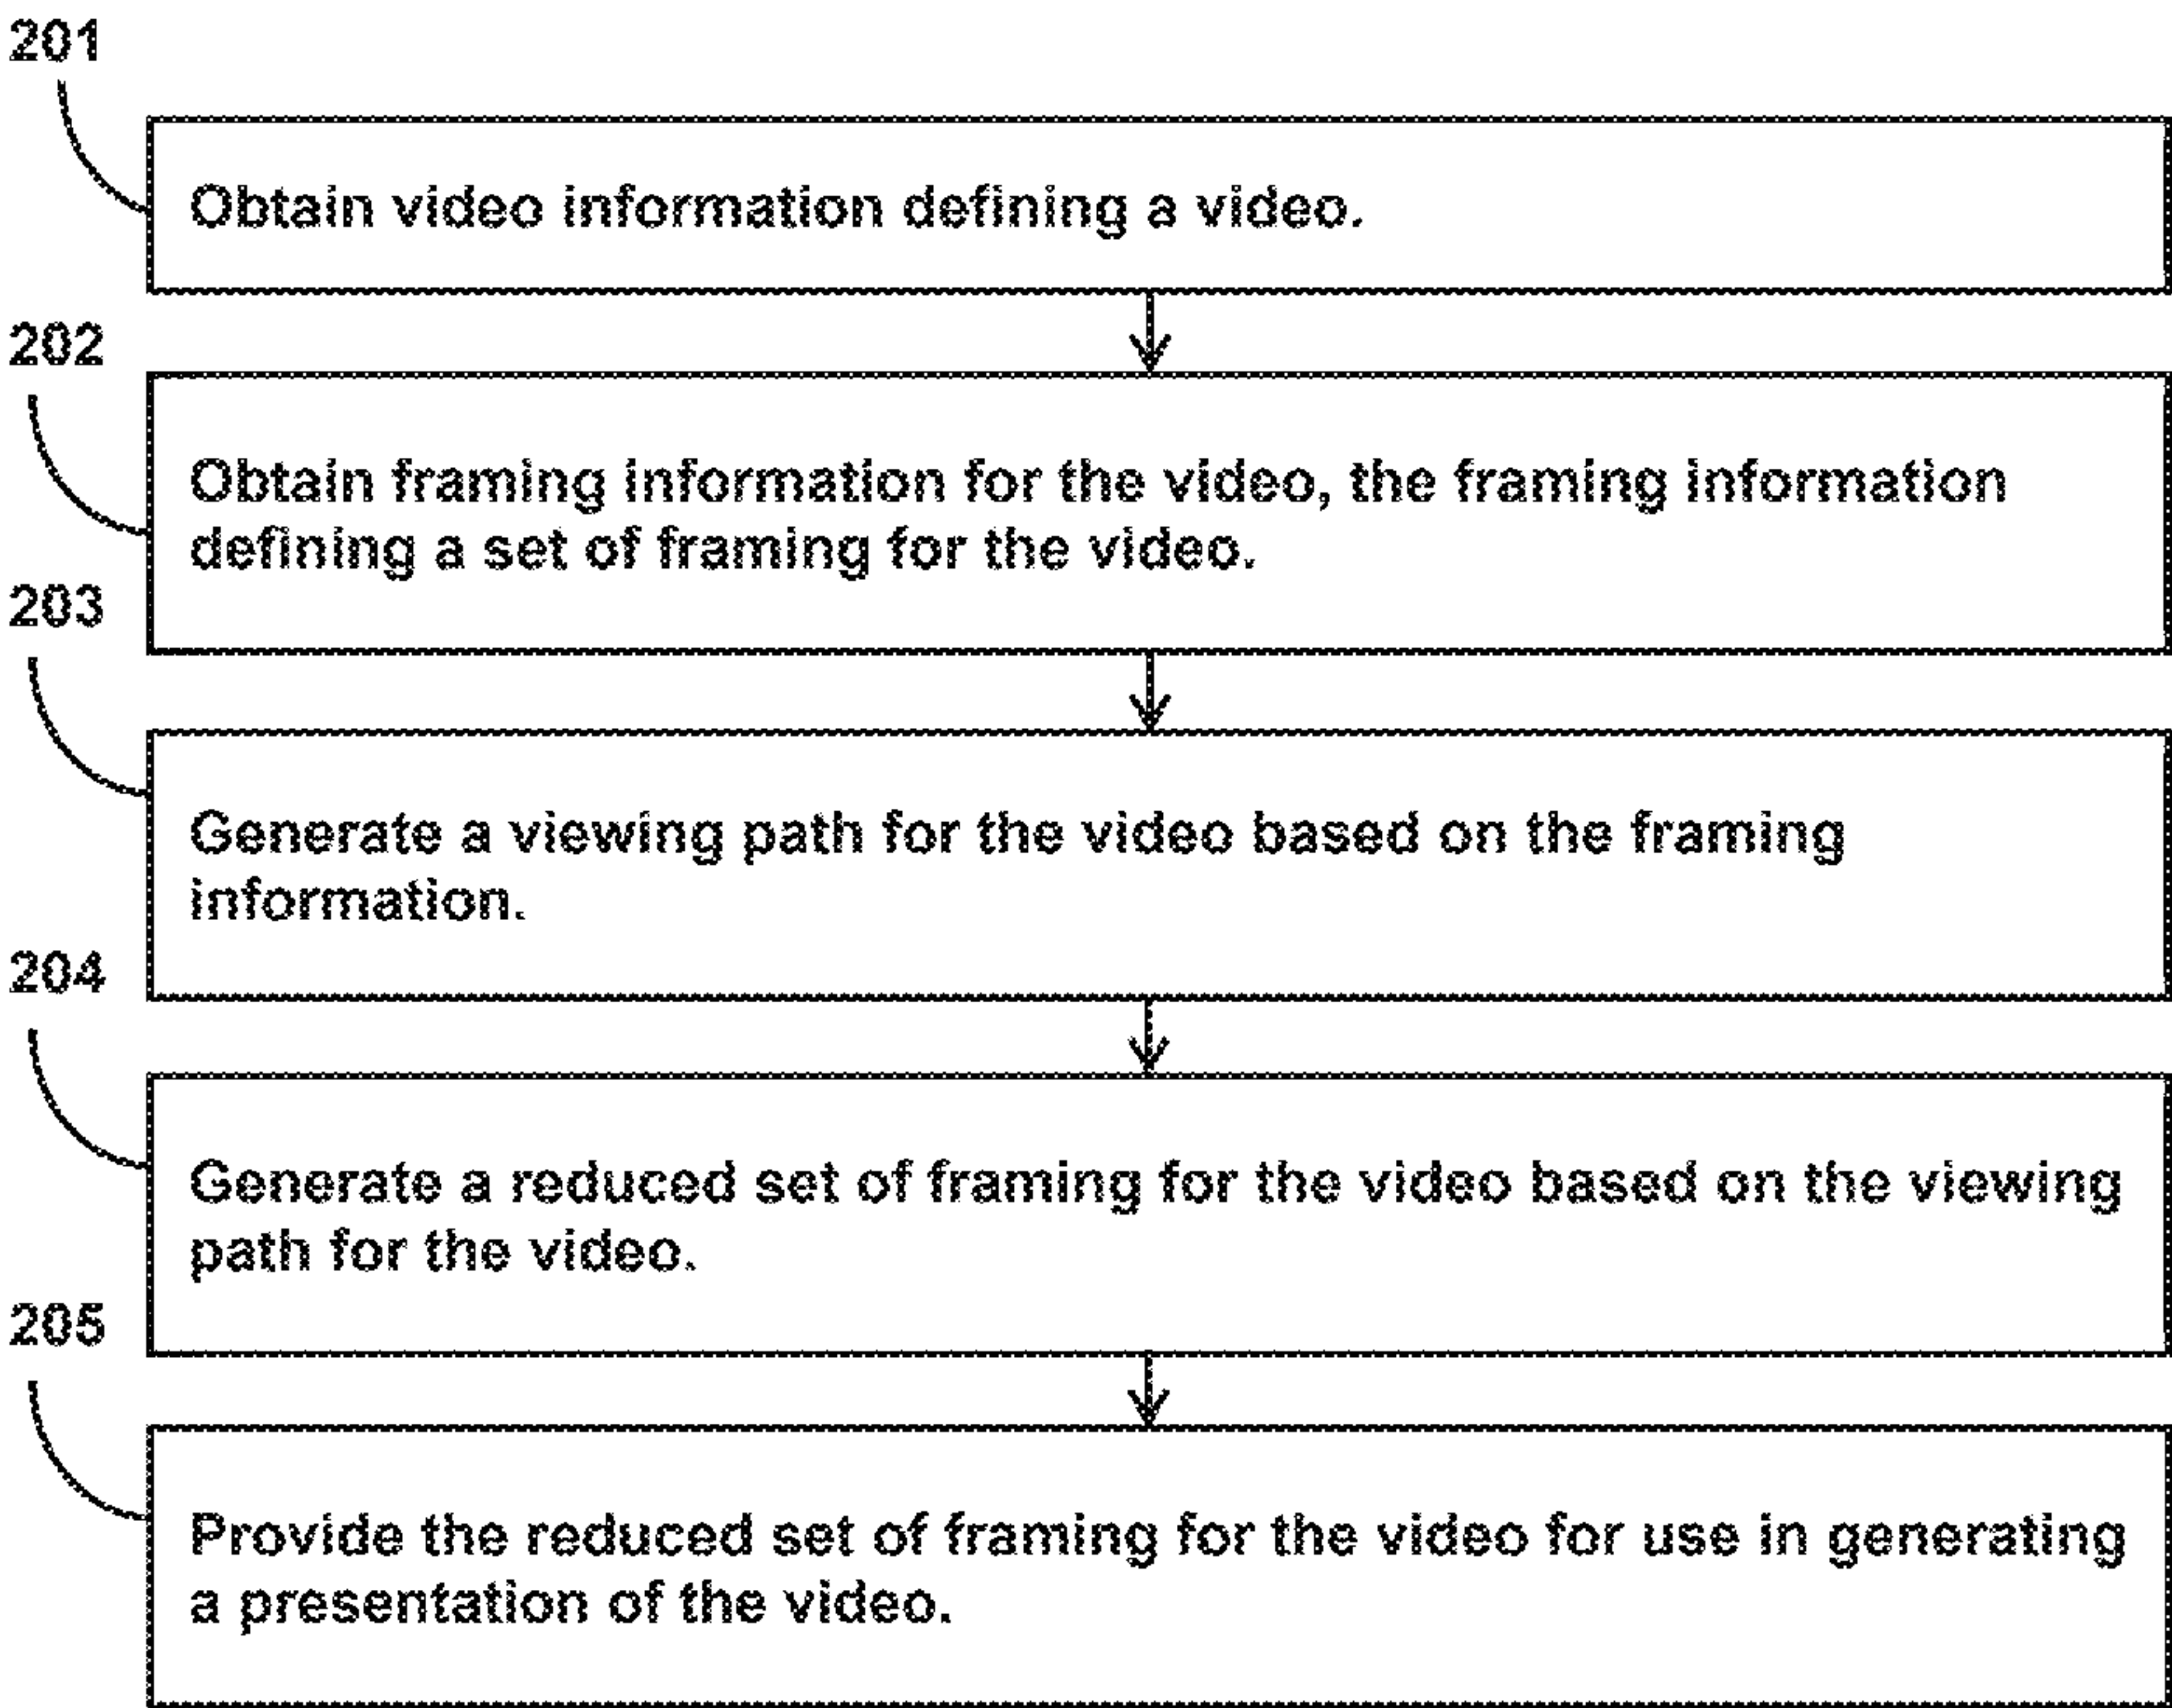 201
Obtain video information defining a video.
202
Obtain framing information for the video, the framing information
defining a set of framing for the video.
203
Generate a viewing path for the video based on the framing
information.
204
Generate a reduced set of framing for the video based on the viewing
path for the video.
205
Provide the reduced set of framing for the video for use in generating
a presentation of the video.